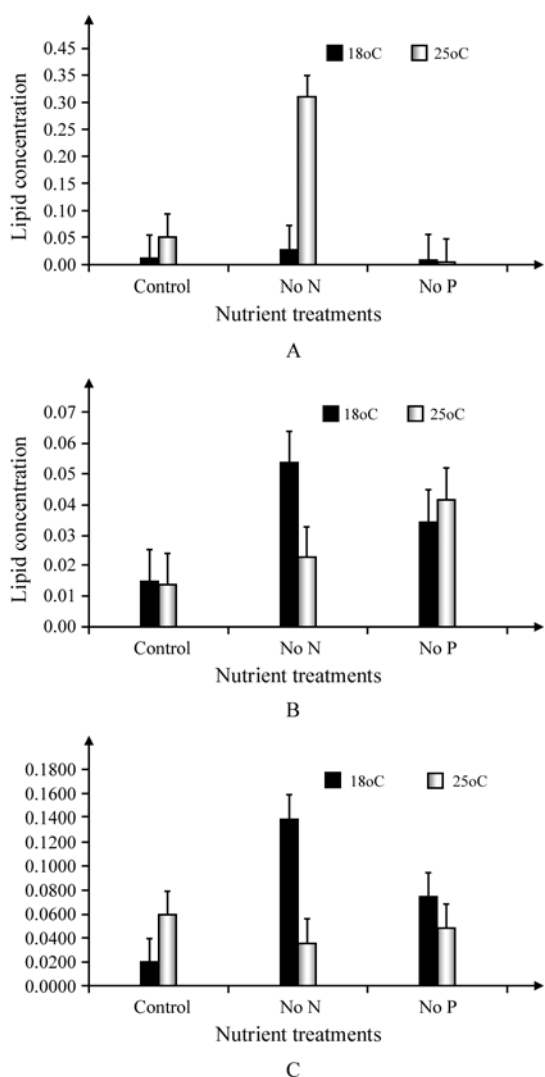 0.45
18oC 25oC
0.35
0.30
0.25
0.20
0.15
0.10
0.05
0.00
Lipid concentration
Control No N No P
Nutrient treatments
A
0.07
18oC 25oC
0.06
0.05
0.04
0.03
0.02
0.01
0.00
Lipid concentration
Control No N No P
Nutrient treatments
B
0.1800
18oC 25oC
0.1600
0.1400
0.1200
0.1000
0.0800
0.0600
0.0400
0.0200
0.0000
Control No N No P
Nutrient treatments
C